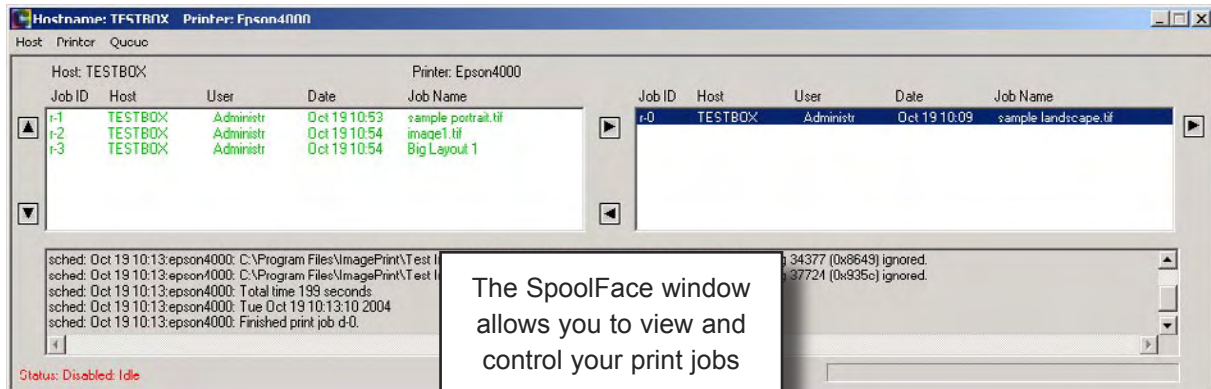 Hostname: TESTBOX Printer: Epson4000
Host Printer Queue
Host: TESTBOX Printer: Epson4000
Job ID Host User Date Job Name
r-1 TESTBOX Administr Oct 19 10:53 sample portrait.tif
r-2 TESTBOX Administr Oct 19 10:54 image1.tif
r-3 TESTBOX Administr Oct 19 10:54 Big Layout 1
Job ID Host User Date Job Name
r-0 TESTBOX Administr Oct 19 10:09 sample landscape.tif
sched: Oct 19 10:13:epson4000: C:\Program Files\ImagePrint\Test 34377 (0x8649) ignored.
sched: Oct 19 10:13:epson4000: C:\Program Files\ImagePrint\Test 37724 (0x935c) ignored.
sched: Oct 19 10:13:epson4000: Total time 199 seconds
sched: Oct 19 10:13:epson4000: Tue Oct 19 10:13:10 2004
sched: Oct 19 10:13:epson4000: Finished print job d-0.
The SpoolFace window
allows you to view and
control your print jobs
Status: Disabled: Idle